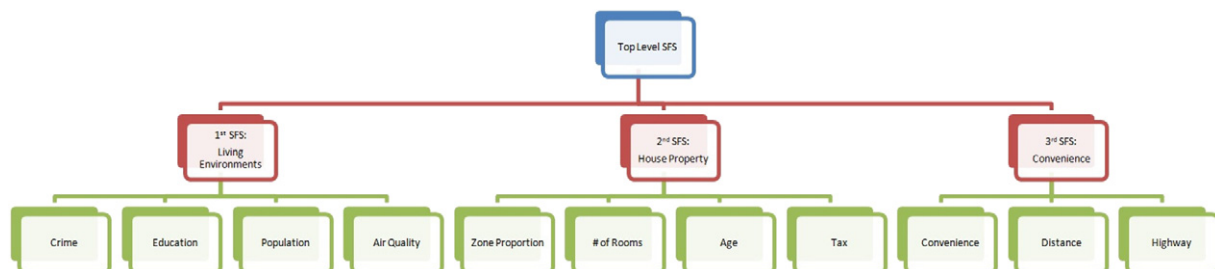 Top Level SFS
1st SFS:
Living
Environments
2nd SFS:
House Property
3rd SFS:
Convenience
Crime
Education
Population
Air Quality
Zone Proportion
# of Rooms
Age
Tax
Convenience
Distance
Highway